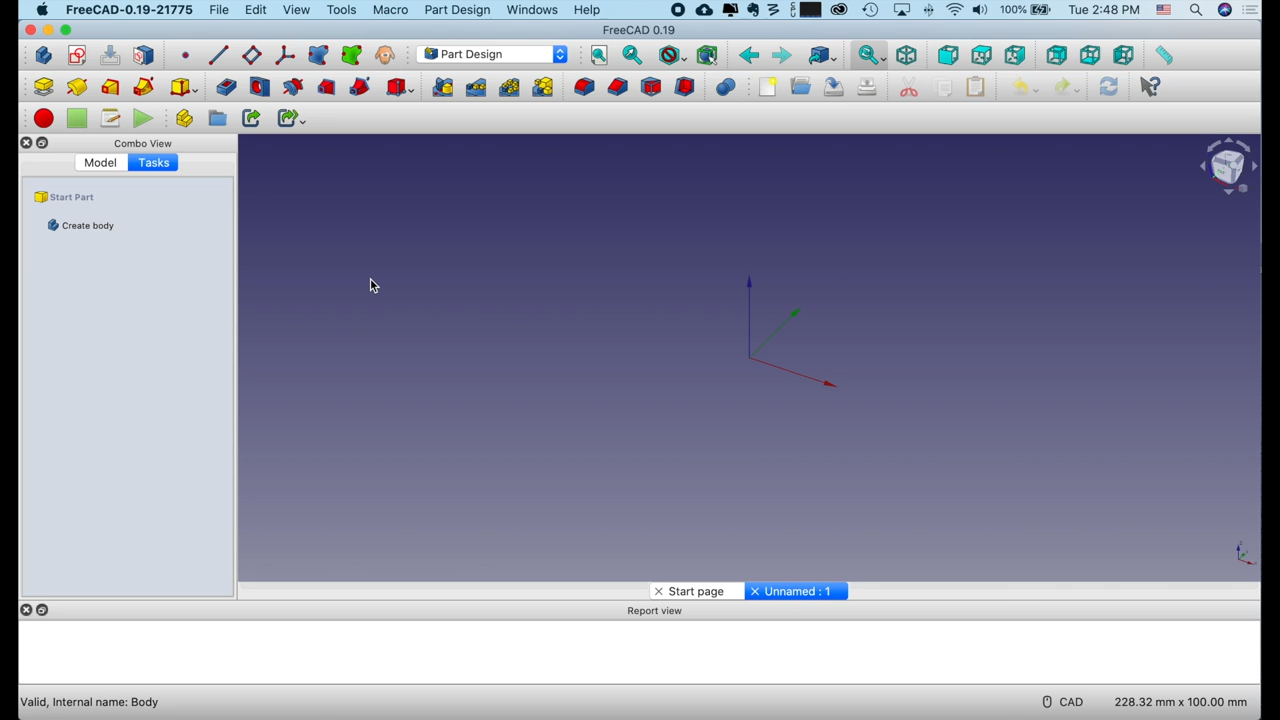 FreeCAD-0.19-21775 File Edit View Tools Macro Part Design Windows Help 100% Tue 2:48 PM
FreeCAD 0.19
Part Design
Combo View
Model Tasks
Start Part
Create body
Start page Unnamed : 1
Report view
Valid, Internal name: Body CAD 228.32 mm x 100.00 mm